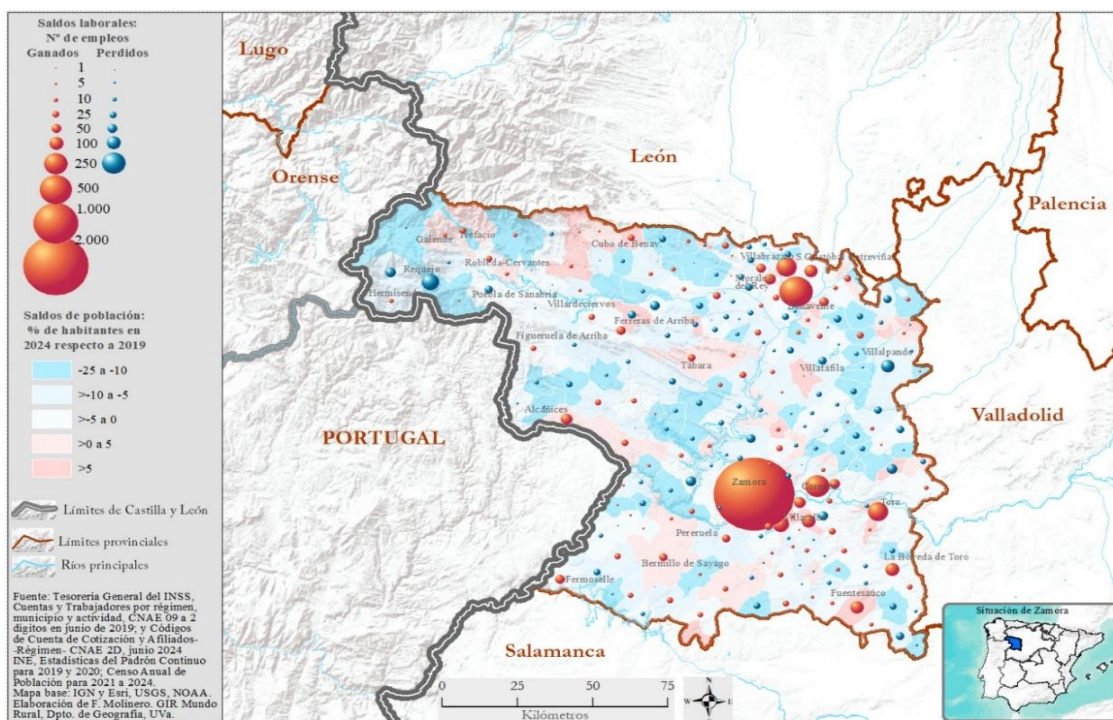 Saldos laborales:
Nº de empleos
Ganados Perdidos
1
5
10
25
50
100
250
500
1.000
2.000
Saldos de población:
% de habitantes en
2024 respecto a 2019
-25 a -10
>-10 a -5
>-5 a 0
>0 a 5
>5
Límites de Castilla y León
Límites provinciales
Ríos principales
Fuente: Tesorería General del INSS,
Cuentas y Trabajadores por régimen,
municipio y actividad, CNAE 09 a 2
dígitos en junio de 2019; y Códigos
de Cuenta de Cotización y Afiliados-
-Régimen- CNAE 2D, junio 2024
INE, Estadísticas del Padrón Continuo
para 2019 y 2020; Censo Anual de
Población para 2021 a 2024.
Mapa base: IGN y Esri, USGS, NOAA.
Elaboración de F. Molinero. GIR Mundo
Rural, Dpto. de Geografía, UVa.
Lugo
León
Orense
Palencia
Galende
Trefacio
Cubo de Benav.
Requejo
Robleda-Cervantes
Hermisende
Puebla de Sanabria
Villardeciervos
Ferreras de Arriba
Figueruela de Arriba
Tábara
Villafáfila
Villalpando
Alcañices
PORTUGAL
Valladolid
Zamora
Toro
Pereruela
Bermillo de Sayago
La Bóveda de Toro
Fermoselle
Fuentesaúco
Salamanca
0 25 50 75
Kilómetros
N
W E
S
Situación de Zamora